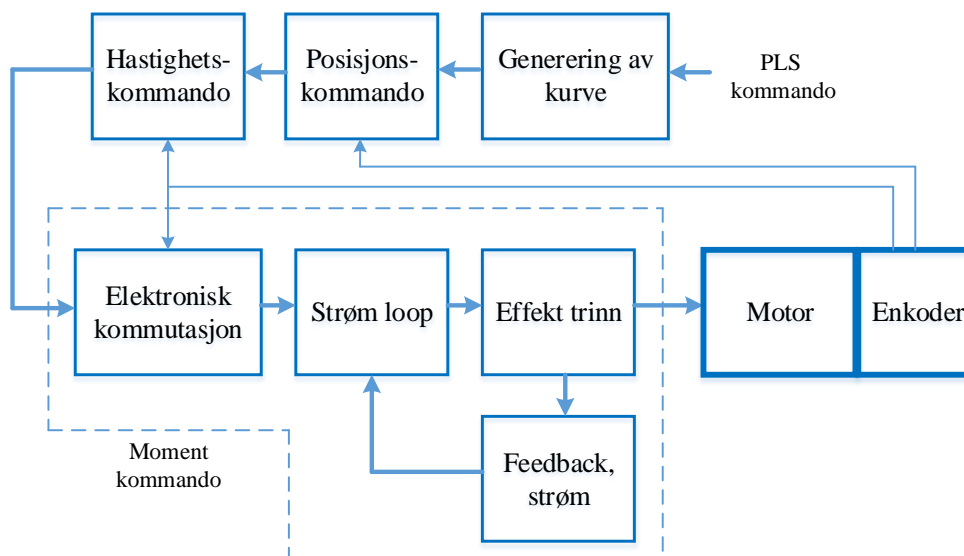 Hastighets-
kommando
Posisjons-
kommando
Generering av
kurve
PLS
kommando
Elektronisk
kommutasjon
Strøm loop
Effekt trinn
Motor
Enkoder
Moment
kommando
Feedback,
strøm